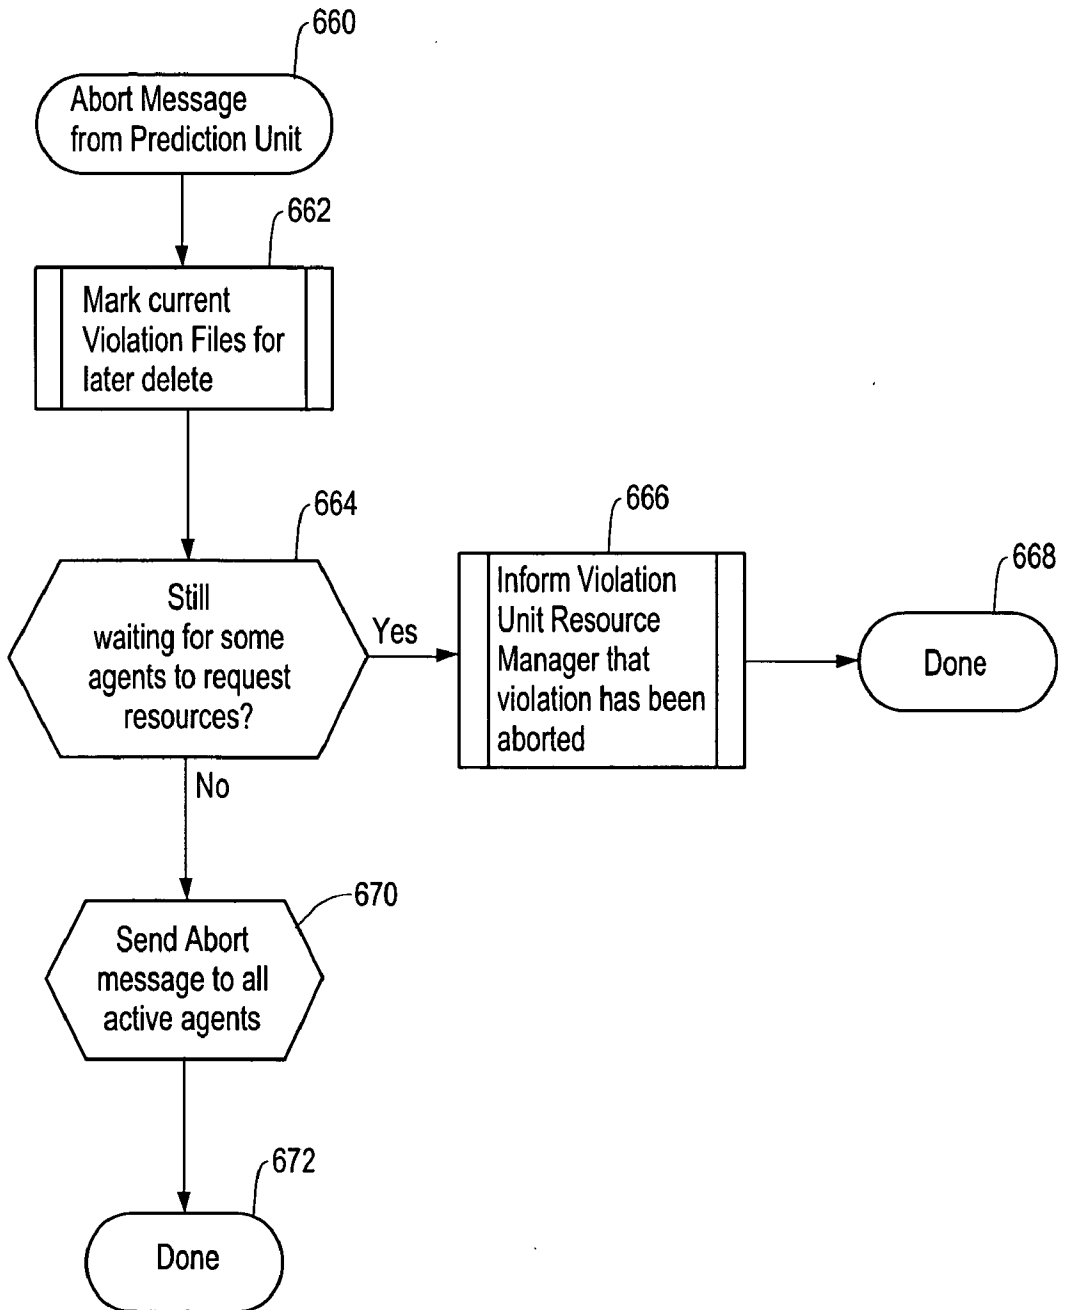 660
Abort Message
from Prediction Unit
662
Mark current
Violation Files for
later delete
664
Still
waiting for some
agents to request
resources?
Yes
666
Inform Violation
Unit Resource
Manager that
violation has been
aborted
668
Done
No
670
Send Abort
message to all
active agents
672
Done